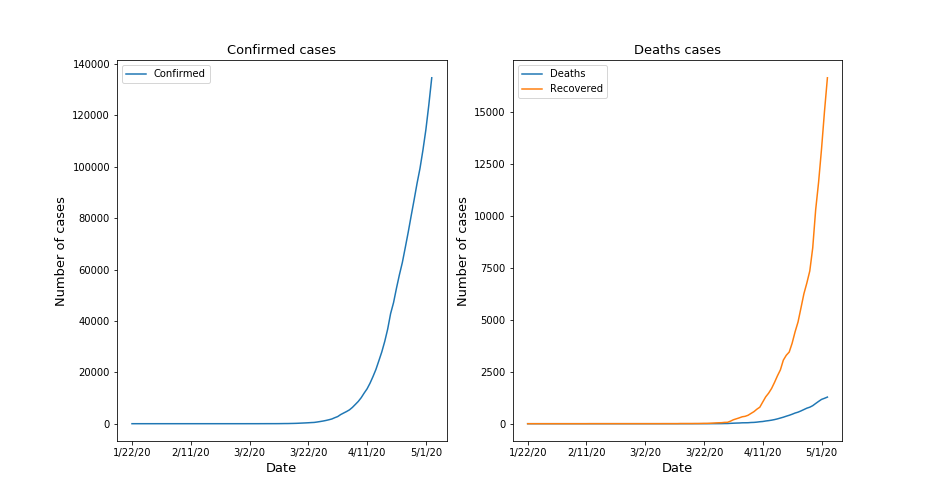 Confirmed cases
Confirmed
140000
120000
100000
80000
60000
40000
20000
0
Number of cases
1/22/20 2/11/20 3/2/20 3/22/20 4/11/20 5/1/20
Date
Deaths cases
Deaths
Recovered
15000
12500
10000
7500
5000
2500
0
Number of cases
1/22/20 2/11/20 3/2/20 3/22/20 4/11/20 5/1/20
Date